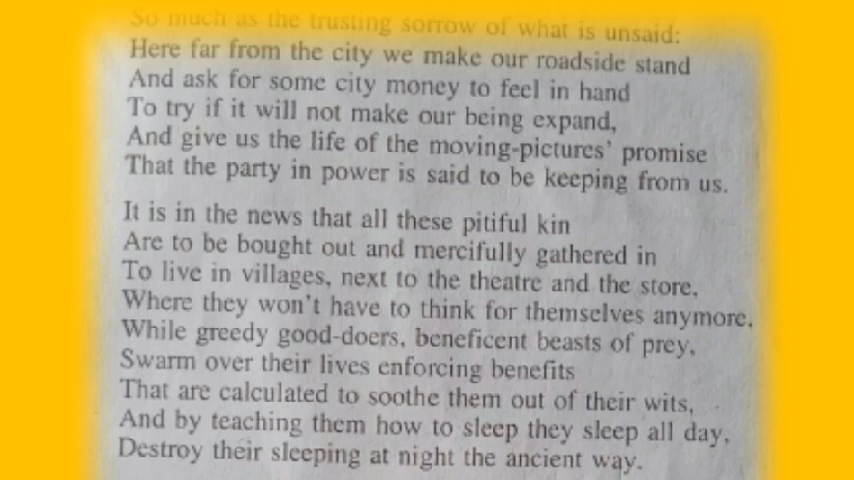 So much as the trusting sorrow of what is unsaid:
Here far from the city we make our roadside stand
And ask for some city money to feel in hand
To try if it will not make our being expand,
And give us the life of the moving-pictures' promise
That the party in power is said to be keeping from us.
It is in the news that all these pitiful kin
Are to be bought out and mercifully gathered in
To live in villages, next to the theatre and the store,
Where they won't have to think for themselves anymore,
While greedy good-doers, beneficent beasts of prey,
Swarm over their lives enforcing benefits
That are calculated to soothe them out of their wits,
And by teaching them how to sleep they sleep all day,
Destroy their sleeping at night the ancient way.